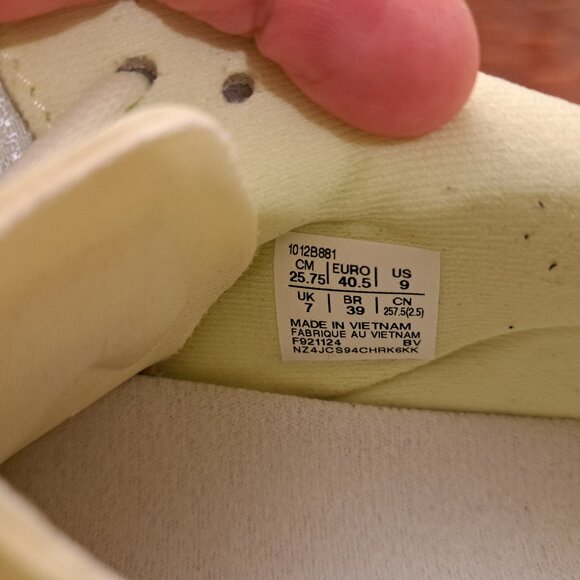 1012B881
CM EURO US
25.75 40.5 9
UK BR CN
7 39 257.5(2.5)
MADE IN VIETNAM
FABRIQUE AU VIETNAM
F921124 BV
NZ4JCS94CHRK6KK